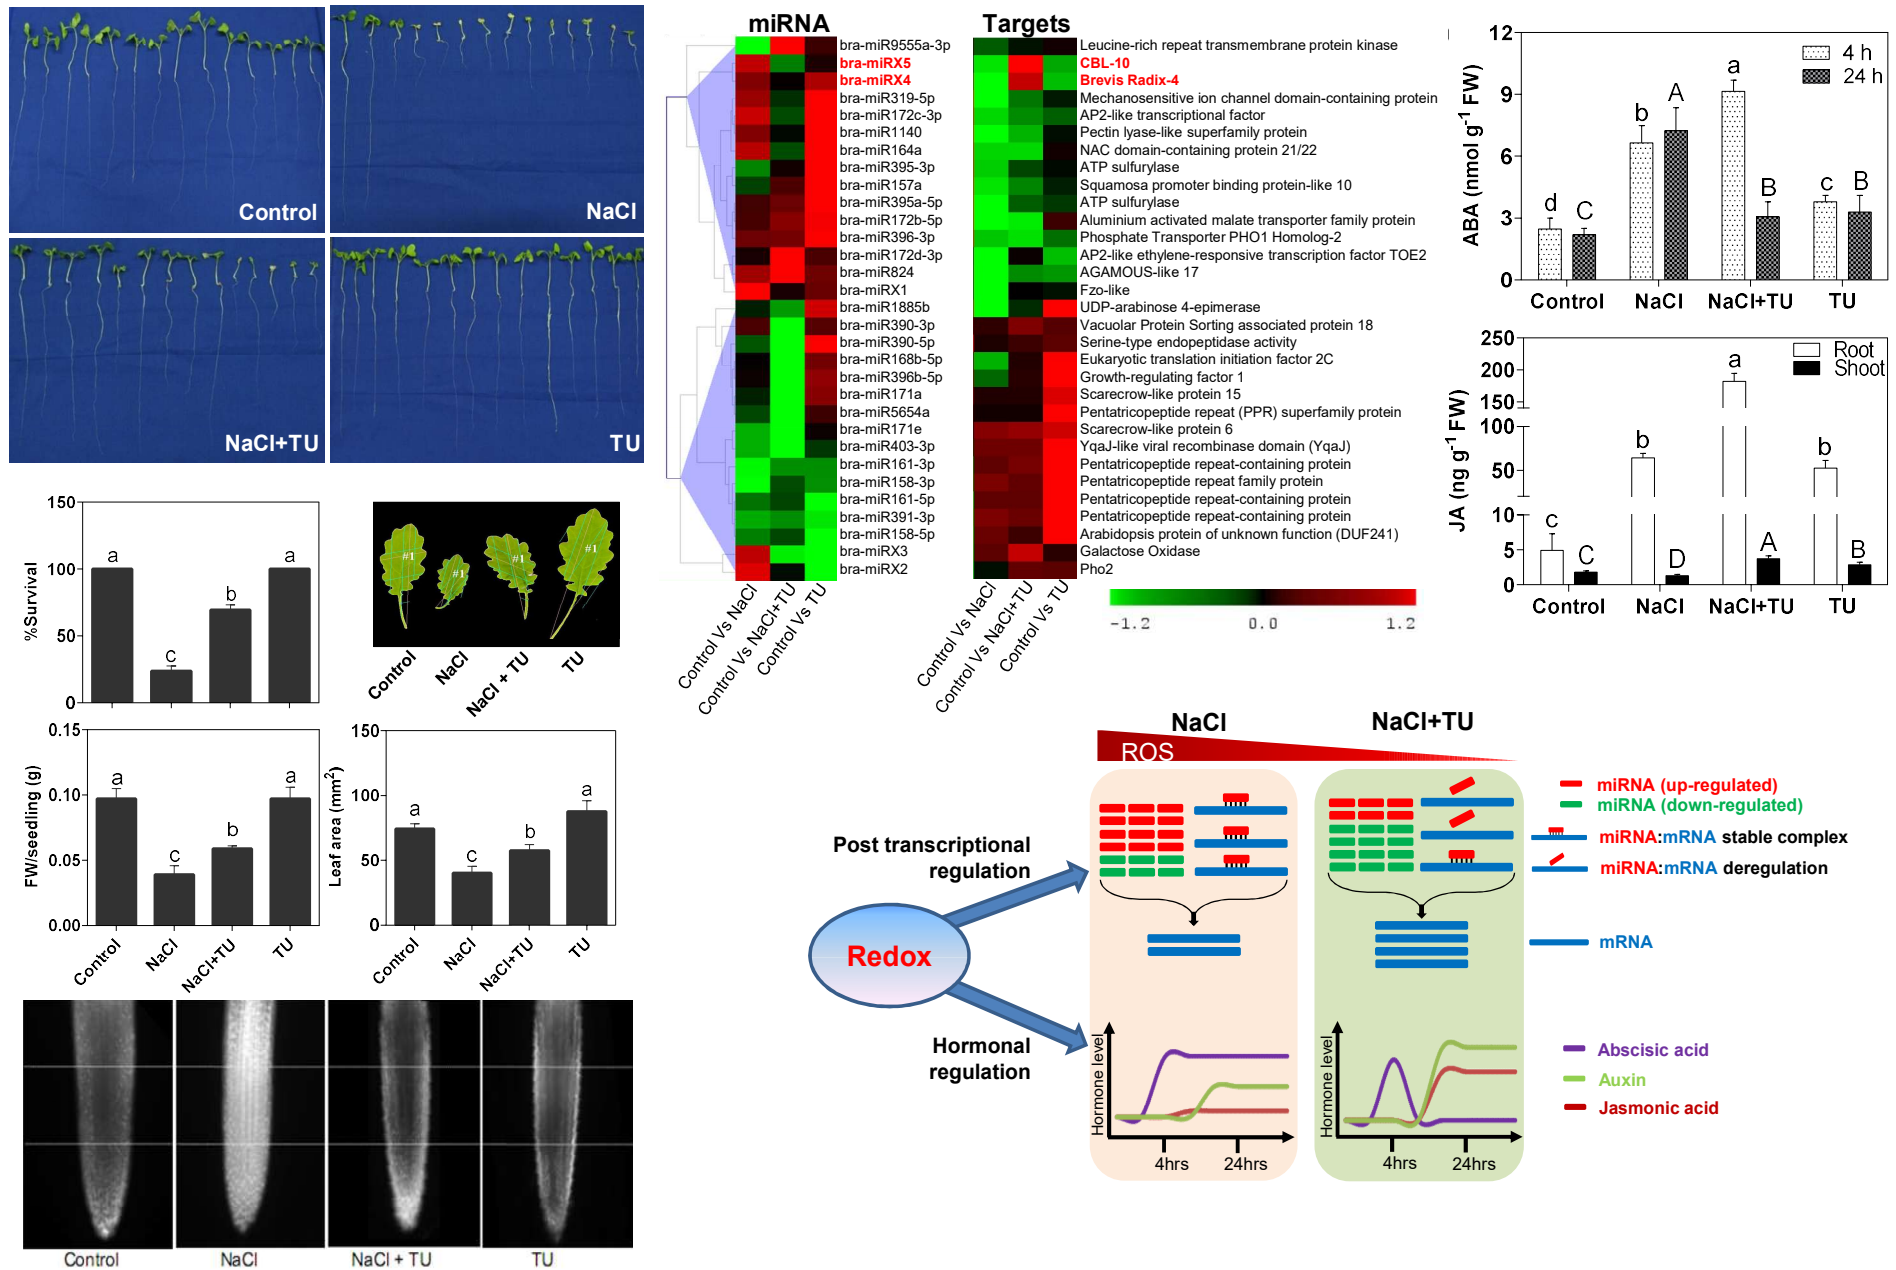 Control
NaCl
NaCl+TU
TU
%Survival
150
100
50
0
a
c
b
a
#1
#1
#1
#1
Control
NaCl
NaCl + TU
TU
FW/seedling (g)
0.15
0.10
0.05
0.00
a
c
b
a
Control
NaCl
NaCl+TU
TU
Leaf area (mm2)
150
100
50
0
a
c
b
a
Control
NaCl
NaCl+TU
TU
Control
NaCl
NaCl + TU
TU
miRNA
Targets
bra-miR9555a-3p
Leucine-rich repeat transmembrane protein kinase
bra-miRX5
CBL-10
bra-miRX4
Brevis Radix-4
bra-miR319-5p
Mechanosensitive ion channel domain-containing protein
bra-miR172c-3p
AP2-like transcriptional factor
bra-miR1140
Pectin lyase-like superfamily protein
bra-miR164a
NAC domain-containing protein 21/22
bra-miR395-3p
ATP sulfurylase
bra-miR157a
Squamosa promoter binding protein-like 10
bra-miR395a-5p
ATP sulfurylase
bra-miR172b-5p
Aluminium activated malate transporter family protein
bra-miR396-3p
Phosphate Transporter PHO1 Homolog-2
bra-miR172d-3p
AP2-like ethylene-responsive transcription factor TOE2
bra-miR824
AGAMOUS-like 17
bra-miRX1
Fzo-like
bra-miR1885b
UDP-arabinose 4-epimerase
bra-miR390-3p
Vacuolar Protein Sorting associated protein 18
bra-miR390-5p
Serine-type endopeptidase activity
bra-miR168b-5p
Eukaryotic translation initiation factor 2C
bra-miR396b-5p
Growth-regulating factor 1
bra-miR171a
Scarecrow-like protein 15
bra-miR5654a
Pentatricopeptide repeat (PPR) superfamily protein
bra-miR171e
Scarecrow-like protein 6
bra-miR403-3p
YqaJ-like viral recombinase domain (YqaJ)
bra-miR161-3p
Pentatricopeptide repeat-containing protein
bra-miR158-3p
Pentatricopeptide repeat family protein
bra-miR161-5p
Pentatricopeptide repeat-containing protein
bra-miR391-3p
Pentatricopeptide repeat-containing protein
bra-miR158-5p
Arabidopsis protein of unknown function (DUF241)
bra-miRX3
Galactose Oxidase
bra-miRX2
Pho2
Control Vs NaCl
Control Vs NaCl+TU
Control Vs TU
Control Vs NaCl
Control Vs NaCl+TU
Control Vs TU
-1.2
0.0
1.2
ABA (nmol g-1 FW)
12
9
6
3
0
4 h
24 h
d
C
b
A
a
B
c
B
Control
NaCl
NaCl+TU
TU
JA (ng g-1 FW)
250
200
150
100
50
10
5
0
Root
Shoot
c
C
b
D
a
A
b
B
Control
NaCl
NaCl+TU
TU
NaCl
NaCl+TU
ROS
Post transcriptional
regulation
Redox
Hormonal
regulation
miRNA (up-regulated)
miRNA (down-regulated)
miRNA:mRNA stable complex
miRNA:mRNA deregulation
mRNA
Hormone level
4hrs
24hrs
Hormone level
4hrs
24hrs
Abscisic acid
Auxin
Jasmonic acid